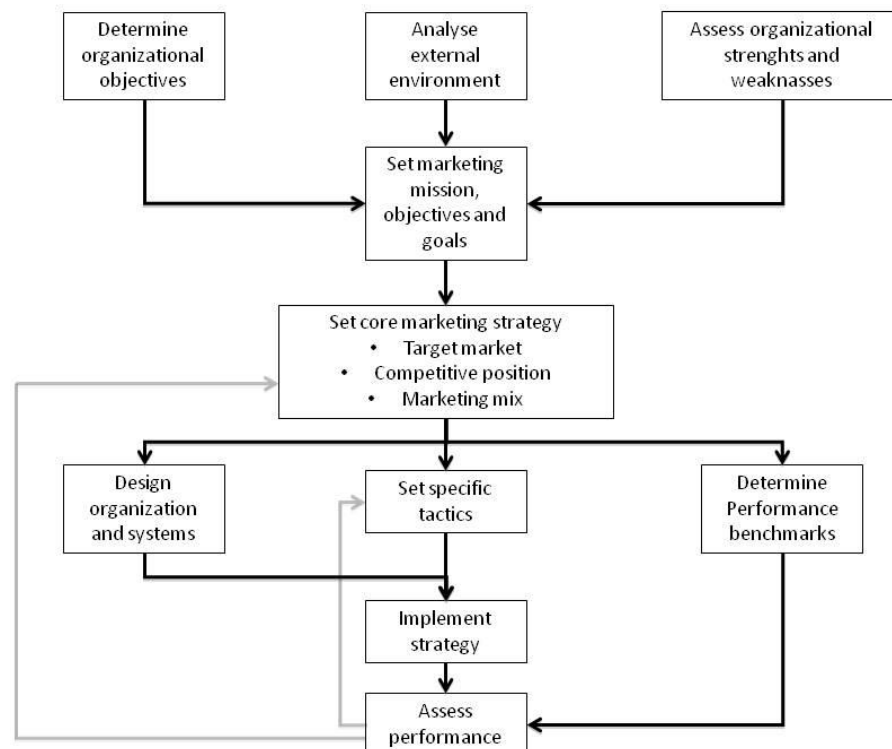 Determine
organizational
objectives
Analyse
external
environment
Assess organizational
strenghts and
weaknasses
Set marketing
mission,
objectives and
goals
Set core marketing strategy
• Target market
• Competitive position
• Marketing mix
Design
organization
and systems
Set specific
tactics
Determine
Performance
benchmarks
Implement
strategy
Assess
performance